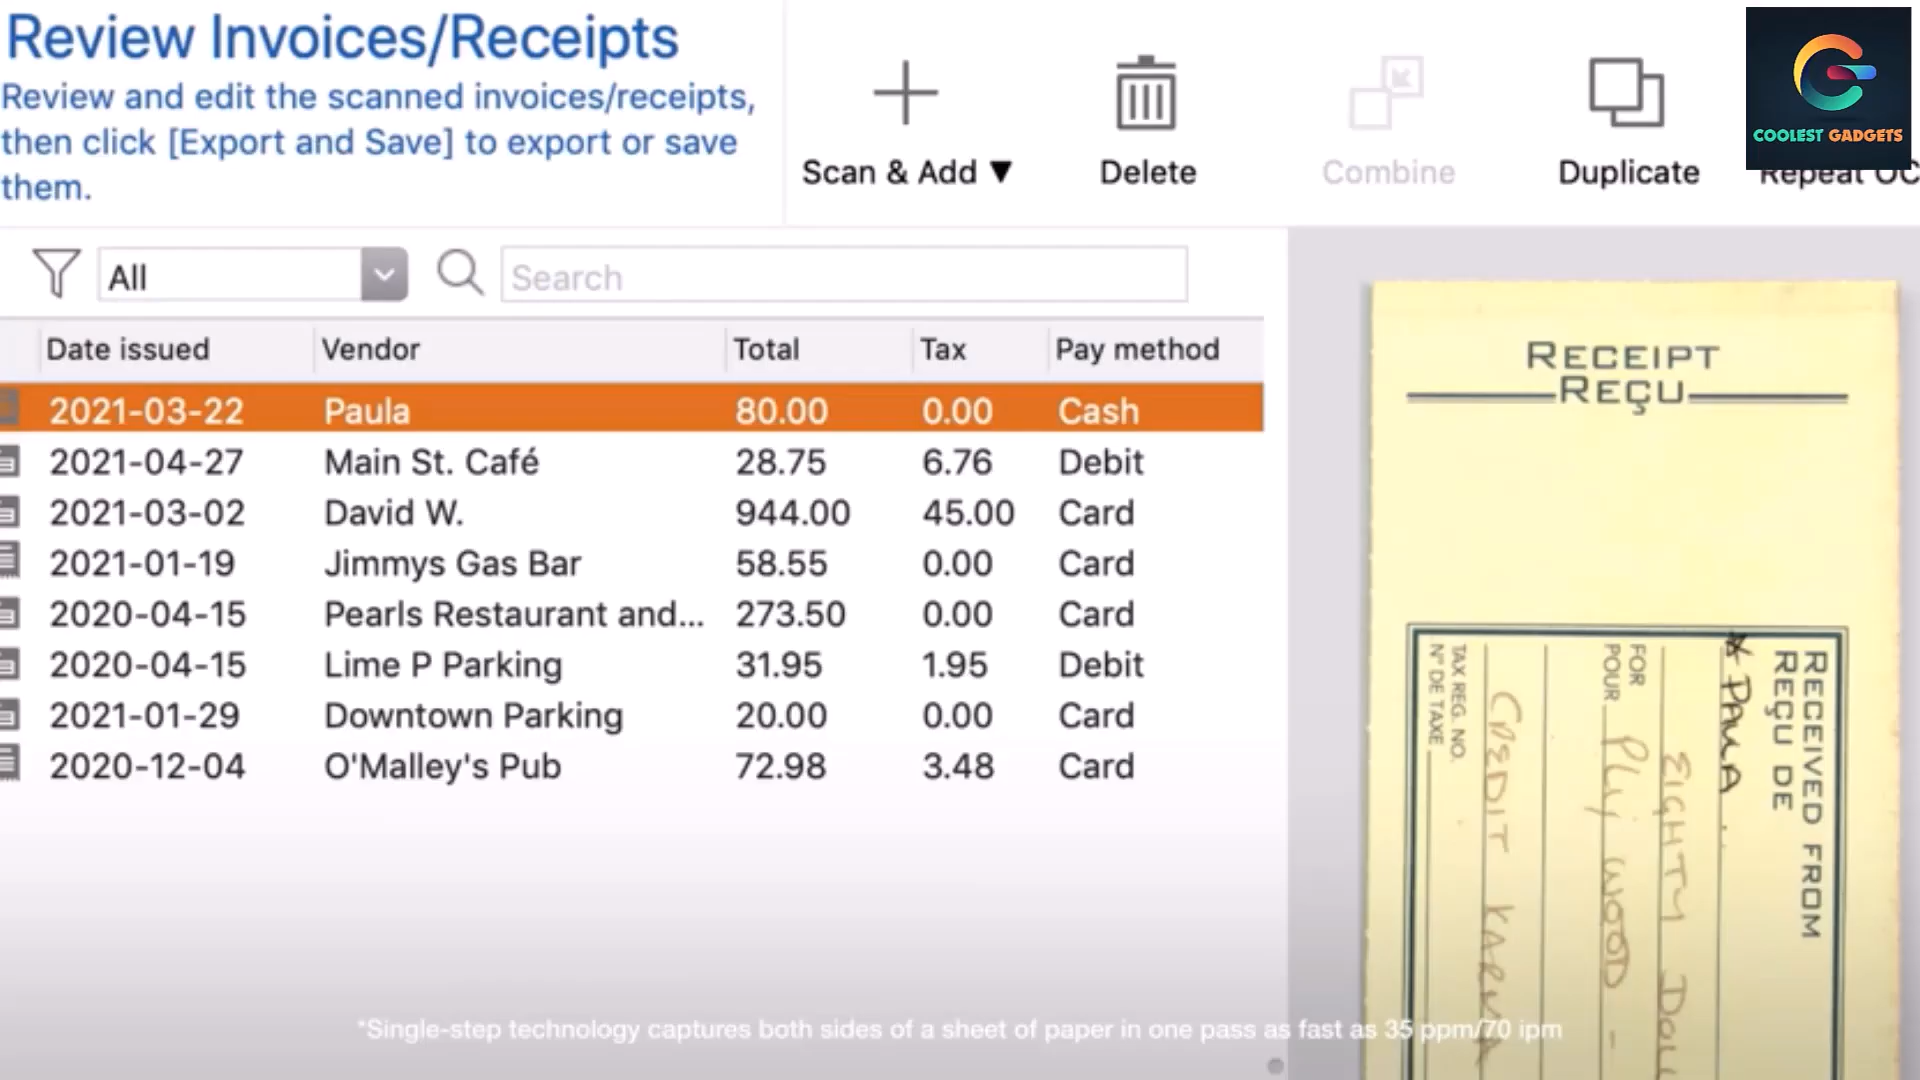 Review Invoices/Receipts
Review and edit the scanned invoices/receipts,
then click [Export and Save] to export or save
them.
Scan & Add ▼ Delete Combine Duplicate Repeat OC
COOLEST GADGETS
All Search
Date issued Vendor Total Tax Pay method
2021-03-22 Paula 80.00 0.00 Cash
2021-04-27 Main St. Café 28.75 6.76 Debit
2021-03-02 David W. 944.00 45.00 Card
2021-01-19 Jimmys Gas Bar 58.55 0.00 Card
2020-04-15 Pearls Restaurant and... 273.50 0.00 Card
2020-04-15 Lime P Parking 31.95 1.95 Debit
2021-01-29 Downtown Parking 20.00 0.00 Card
2020-12-04 O'Malley's Pub 72.98 3.48 Card
RECEIPT
REÇU
RECEIVED FROM
REÇU DE
* PAULA
EIGHTY DOLL
FOR
POUR PLYWOOD -
CREDIT KARMA
TAX REG. NO.
N° DE TAXE
*Single-step technology captures both sides of a sheet of paper in one pass as fast as 35 ppm/70 ipm